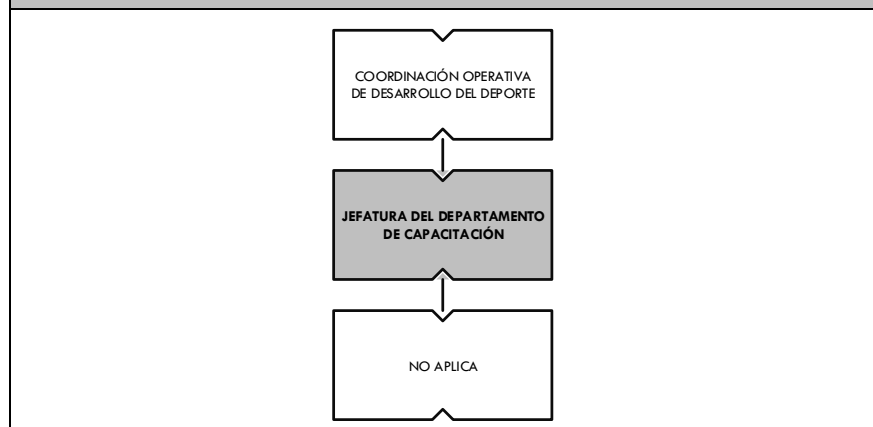 COORDINACIÓN OPERATIVA
DE DESARROLLO DEL DEPORTE
JEFATURA DEL DEPARTAMENTO
DE CAPACITACIÓN
NO APLICA